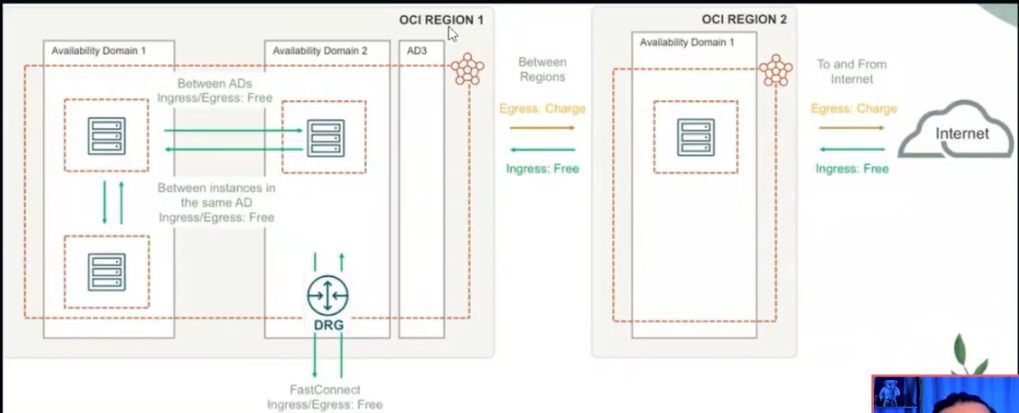 OCI REGION 1
Availability Domain 1
Availability Domain 2
AD3
Between ADs
Ingress/Egress: Free
Between instances in
the same AD
Ingress/Egress: Free
DRG
FastConnect
Ingress/Egress: Free
Between
Regions
Egress: Charge
Ingress: Free
OCI REGION 2
Availability Domain 1
To and From
Internet
Egress: Charge
Ingress: Free
Internet